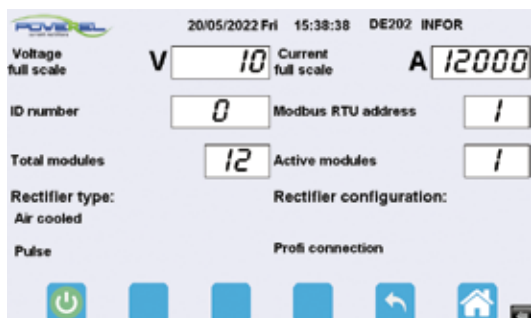 POWEREL
20/05/2022 Fri 15:38:38 DE202 INFOR
Voltage full scale V 10 Current full scale A 12000
ID number 0 Modbus RTU address 1
Total modules 12 Active modules 1
Rectifier type: Rectifier configuration:
Air cooled
Pulse Profi connection